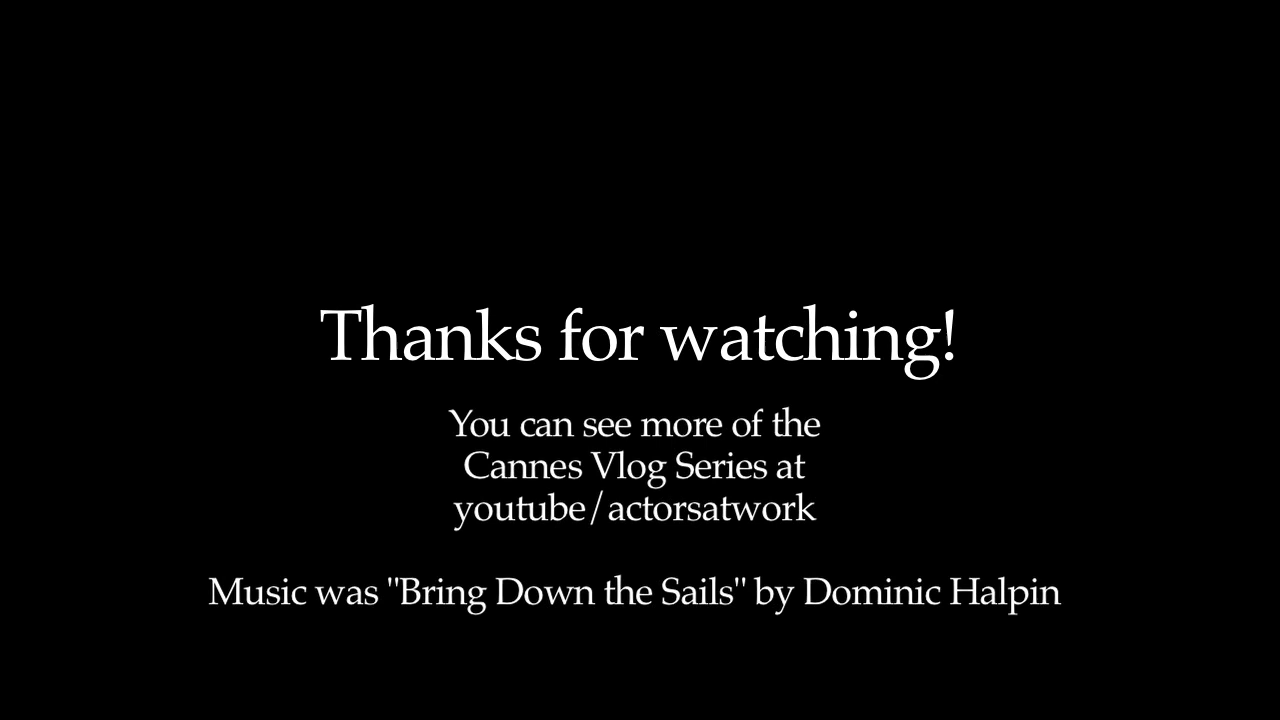 Thanks for watching!
You can see more of the
Cannes Vlog Series at
youtube/actorsatwork
Music was "Bring Down the Sails" by Dominic Halpin